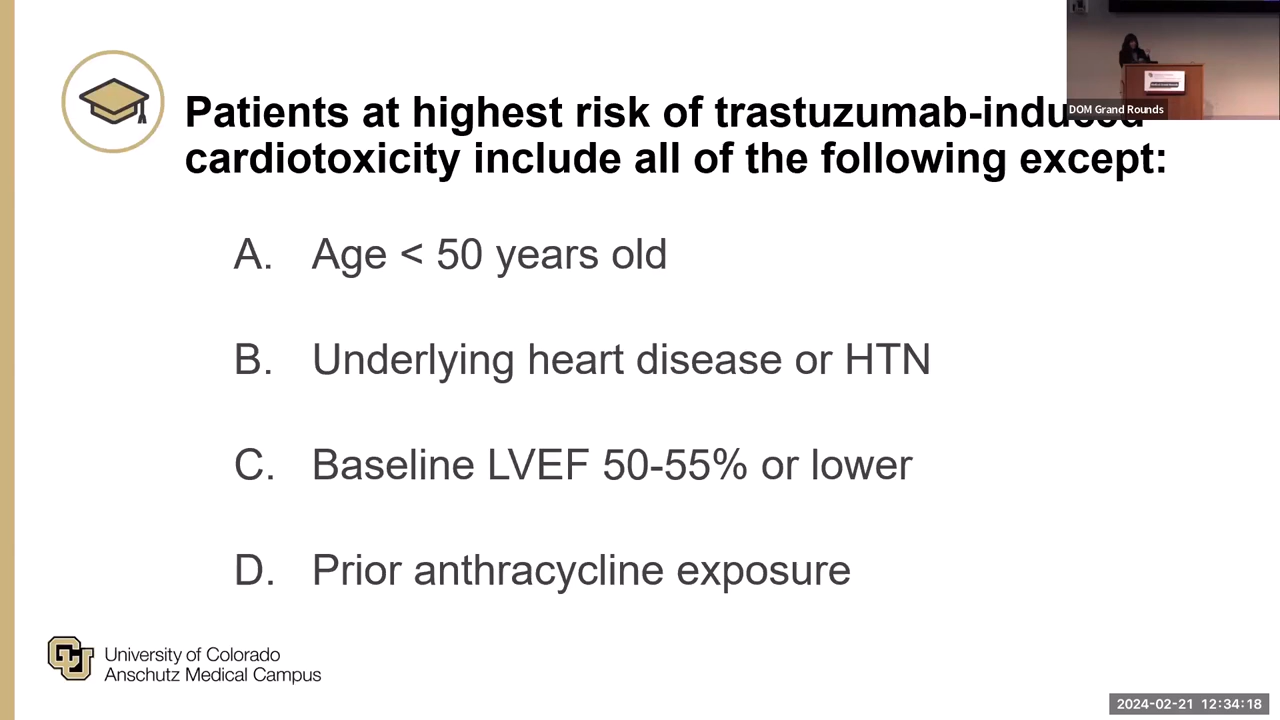 Patients at highest risk of trastuzumab-induced
cardiotoxicity include all of the following except:
DOM Grand Rounds
A. Age < 50 years old
B. Underlying heart disease or HTN
C. Baseline LVEF 50-55% or lower
D. Prior anthracycline exposure
University of Colorado
Anschutz Medical Campus
2024-02-21 12:34:18